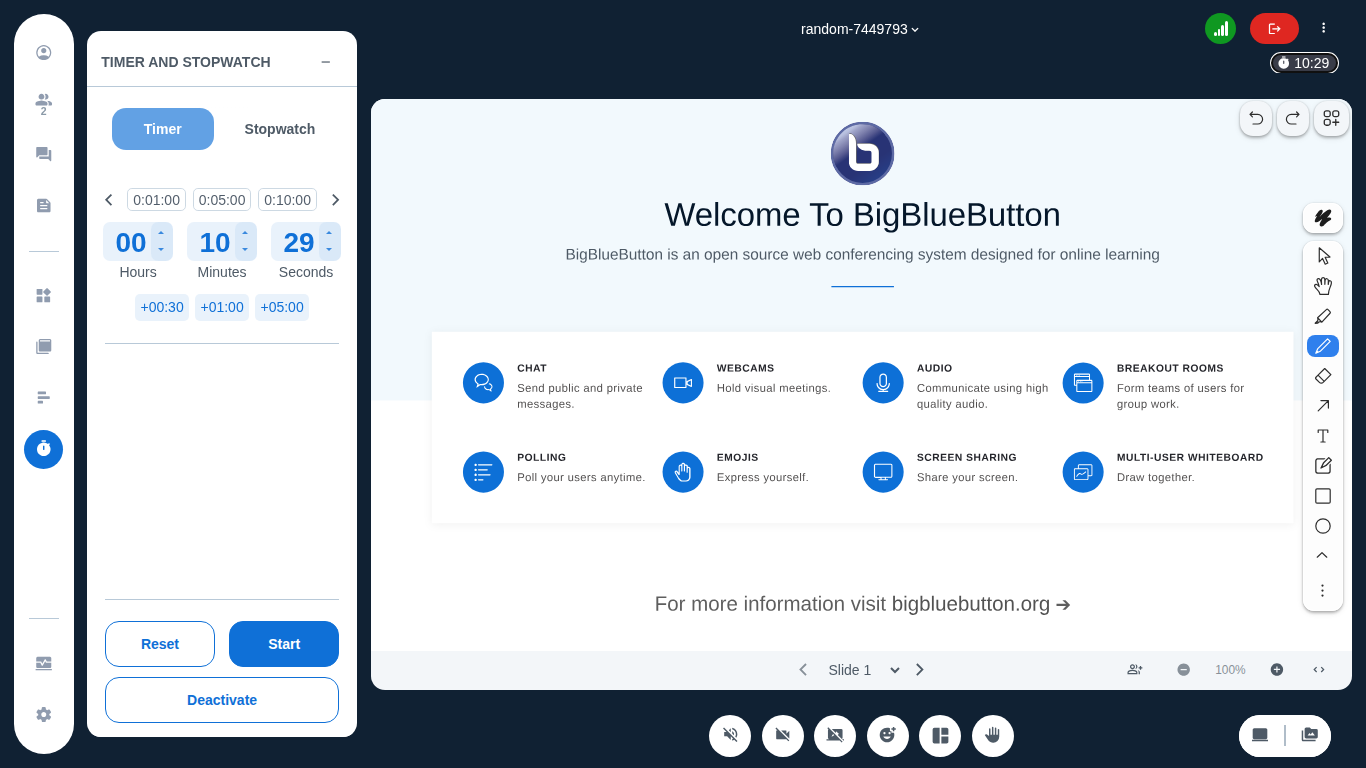 random-7449793
10:29
2
TIMER AND STOPWATCH
Timer
Stopwatch
0:01:00
0:05:00
0:10:00
00
10
29
Hours
Minutes
Seconds
+00:30
+01:00
+05:00
Reset
Start
Deactivate
Welcome To BigBlueButton
BigBlueButton is an open source web conferencing system designed for online learning
CHAT
Send public and private
messages.
WEBCAMS
Hold visual meetings.
AUDIO
Communicate using high
quality audio.
BREAKOUT ROOMS
Form teams of users for
group work.
POLLING
Poll your users anytime.
EMOJIS
Express yourself.
SCREEN SHARING
Share your screen.
MULTI-USER WHITEBOARD
Draw together.
For more information visit bigbluebutton.org ➔
Slide 1
100%